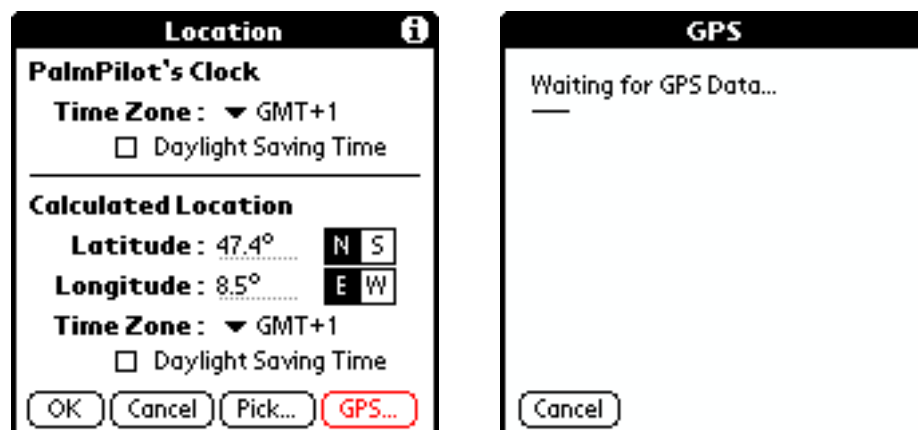 Location
PalmPilot's Clock
Time Zone: GMT+1
Daylight Saving Time
Calculated Location
Latitude: 47.4° N S
Longitude: 8.5° E W
Time Zone: GMT+1
Daylight Saving Time
OK Cancel Pick... GPS...
GPS
Waiting for GPS Data...
Cancel